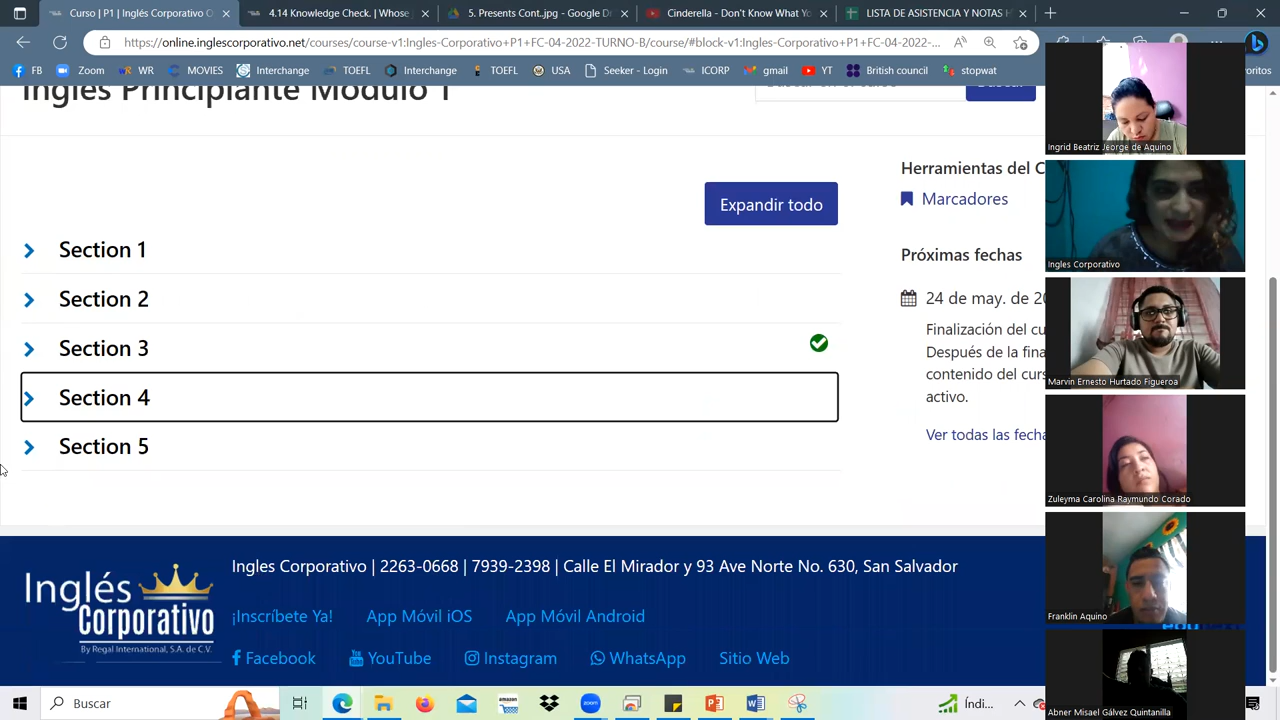 Curso | P1 | Ingles Corporativo O
4.14 Knowledge Check. | Whose
5. Presents Cont.jpg - Google D
Cinderella - Don't Know What Yo
LISTA DE ASISTENCIA Y NOTAS H
https://online.inglescorporativo.net/courses/course-v1:Ingles-Corporativo+P1+FC-04-2022-TURNO-B/course/#block-v1:Ingles-Corporativo+P1+FC-04-2022-...
FB
Zoom
WR
MOVIES
Interchange
TOEFL
Interchange
TOEFL
USA
Seeker - Login
ICORP
gmail
YT
British council
stopwat
oritos
Inglés Principiante Módulo 1
Expandir todo
Section 1
Section 2
Section 3
Section 4
Section 5
Herramientas del C
Marcadores
Próximas fechas
24 de may. de 20
Finalización del cu
Después de la fina
contenido del curs
activo.
Ver todas las fecha
Ingrid Beatriz Jeorge de Aquino
Ingles Corporativo
Marvin Ernesto Hurtado Figueroa
Zuleyma Carolina Raymundo Corado
Franklin Aquino
Abner Misael Gálvez Quintanilla
Inglés
Corporativo
By Regal International, S.A. de C.V.
Ingles Corporativo | 2263-0668 | 7939-2398 | Calle El Mirador y 93 Ave Norte No. 630, San Salvador
¡Inscríbete Ya!
App Móvil iOS
App Móvil Android
Facebook
YouTube
Instagram
WhatsApp
Sitio Web
Buscar
Índi...